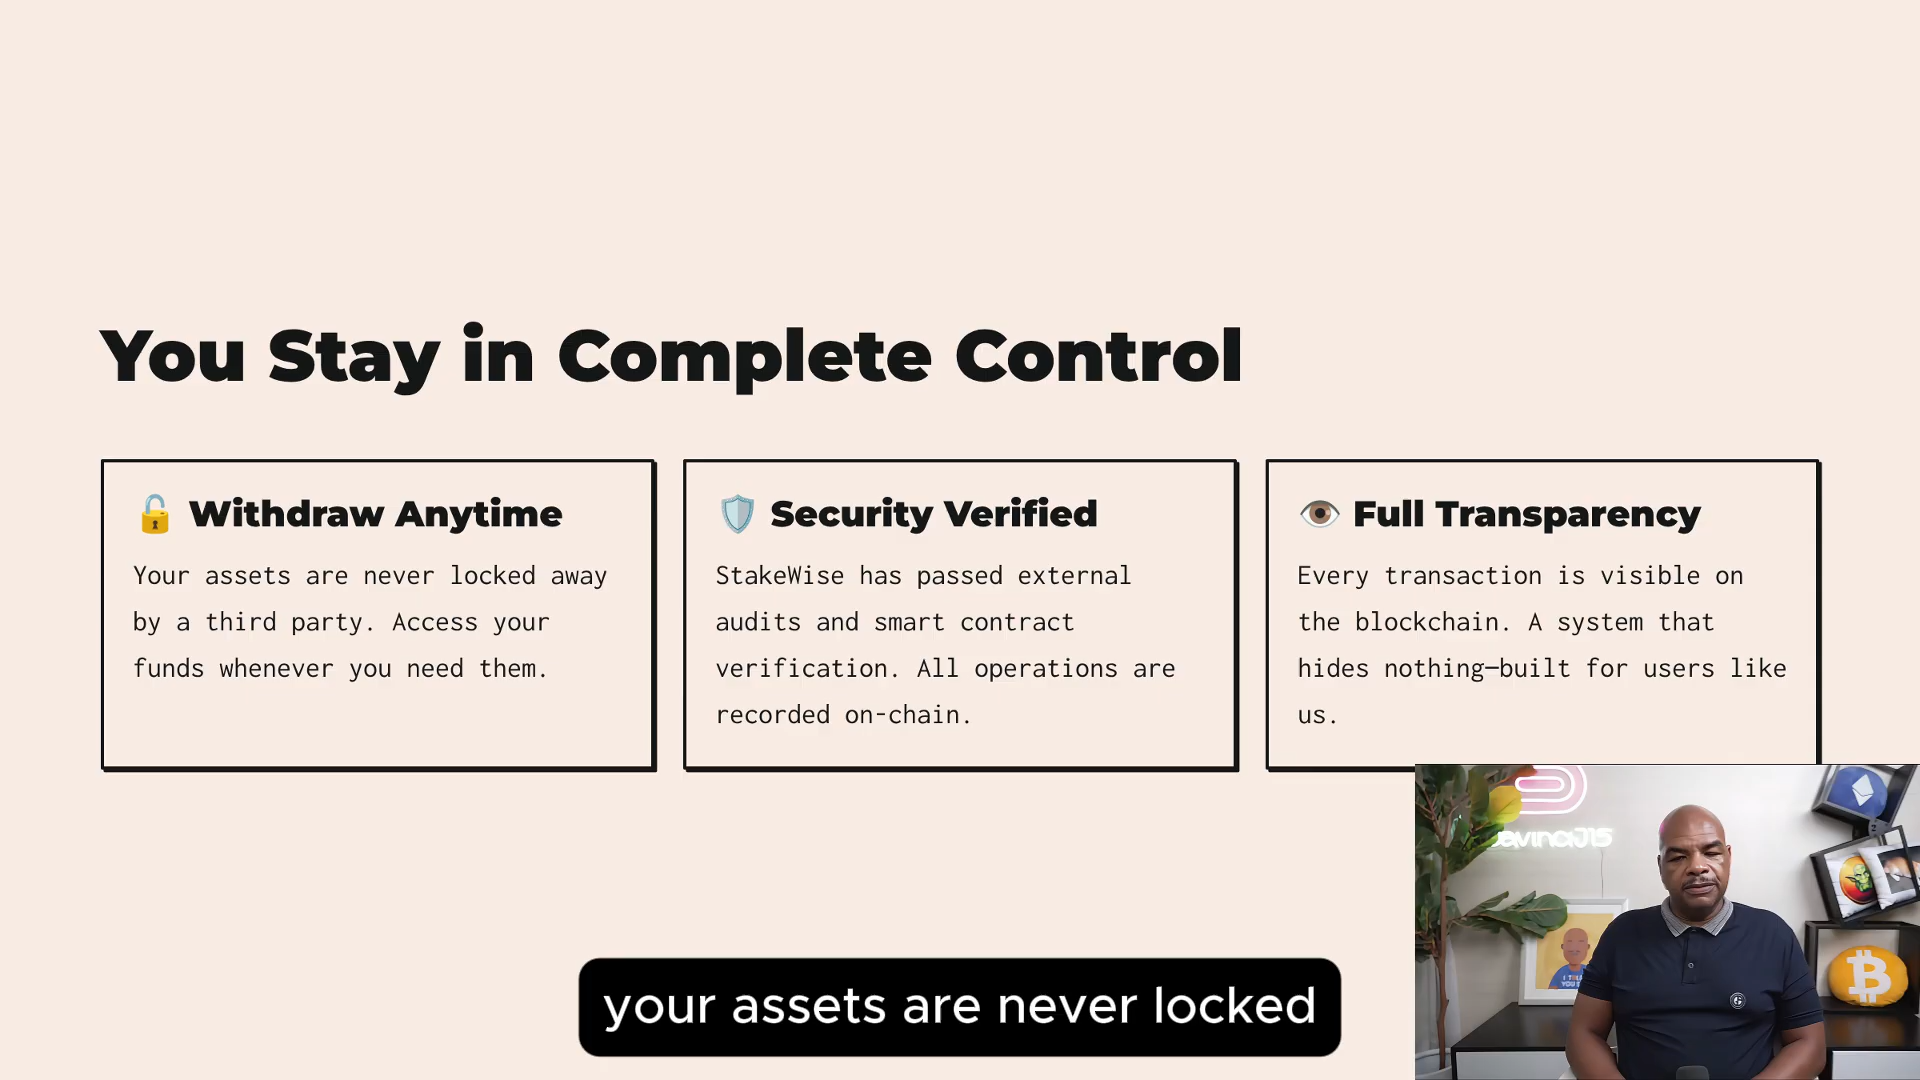 You Stay in Complete Control
🔓 Withdraw Anytime
Your assets are never locked away
by a third party. Access your
funds whenever you need them.
🛡️ Security Verified
StakeWise has passed external
audits and smart contract
verification. All operations are
recorded on-chain.
👁️ Full Transparency
Every transaction is visible on
the blockchain. A system that
hides nothing—built for users like
us.
your assets are never locked